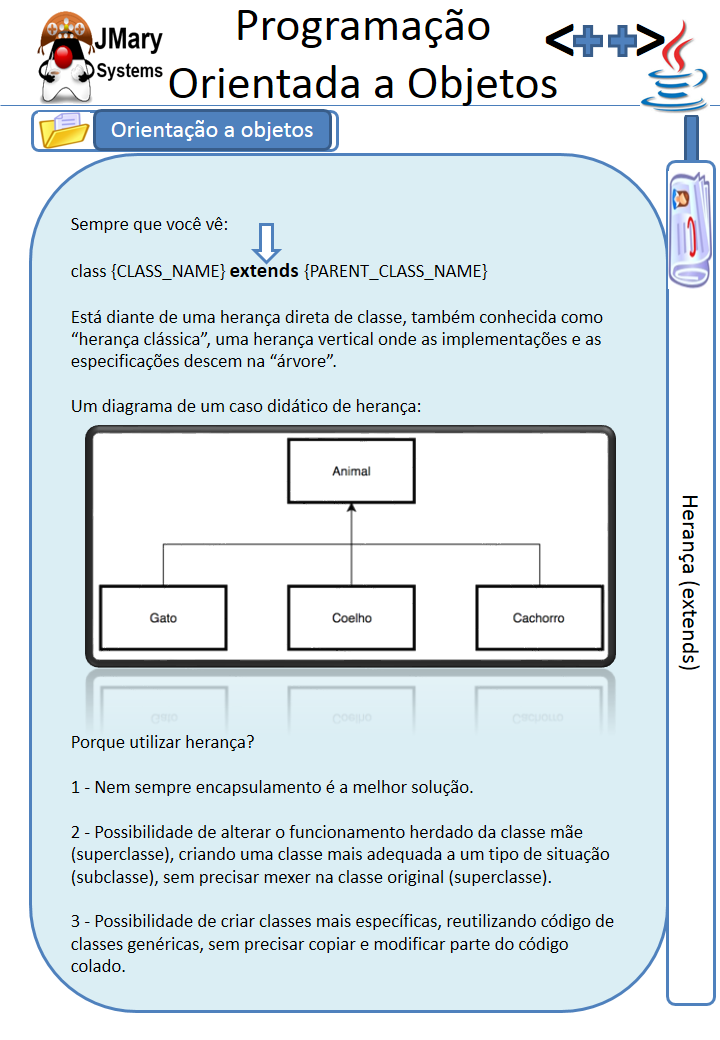 JMary
Systems
Programação
Orientada a Objetos
<++>
Orientação a objetos
Sempre que você vê:
class {CLASS_NAME} extends {PARENT_CLASS_NAME}
Está diante de uma herança direta de classe, também conhecida como
“herança clássica”, uma herança vertical onde as implementações e as
especificações descem na “árvore”.
Um diagrama de um caso didático de herança:
Animal
Gato
Coelho
Cachorro
Porque utilizar herança?
1 - Nem sempre encapsulamento é a melhor solução.
2 - Possibilidade de alterar o funcionamento herdado da classe mãe
(superclasse), criando uma classe mais adequada a um tipo de situação
(subclasse), sem precisar mexer na classe original (superclasse).
3 - Possibilidade de criar classes mais específicas, reutilizando código de
classes genéricas, sem precisar copiar e modificar parte do código
colado.
Herança (extends)